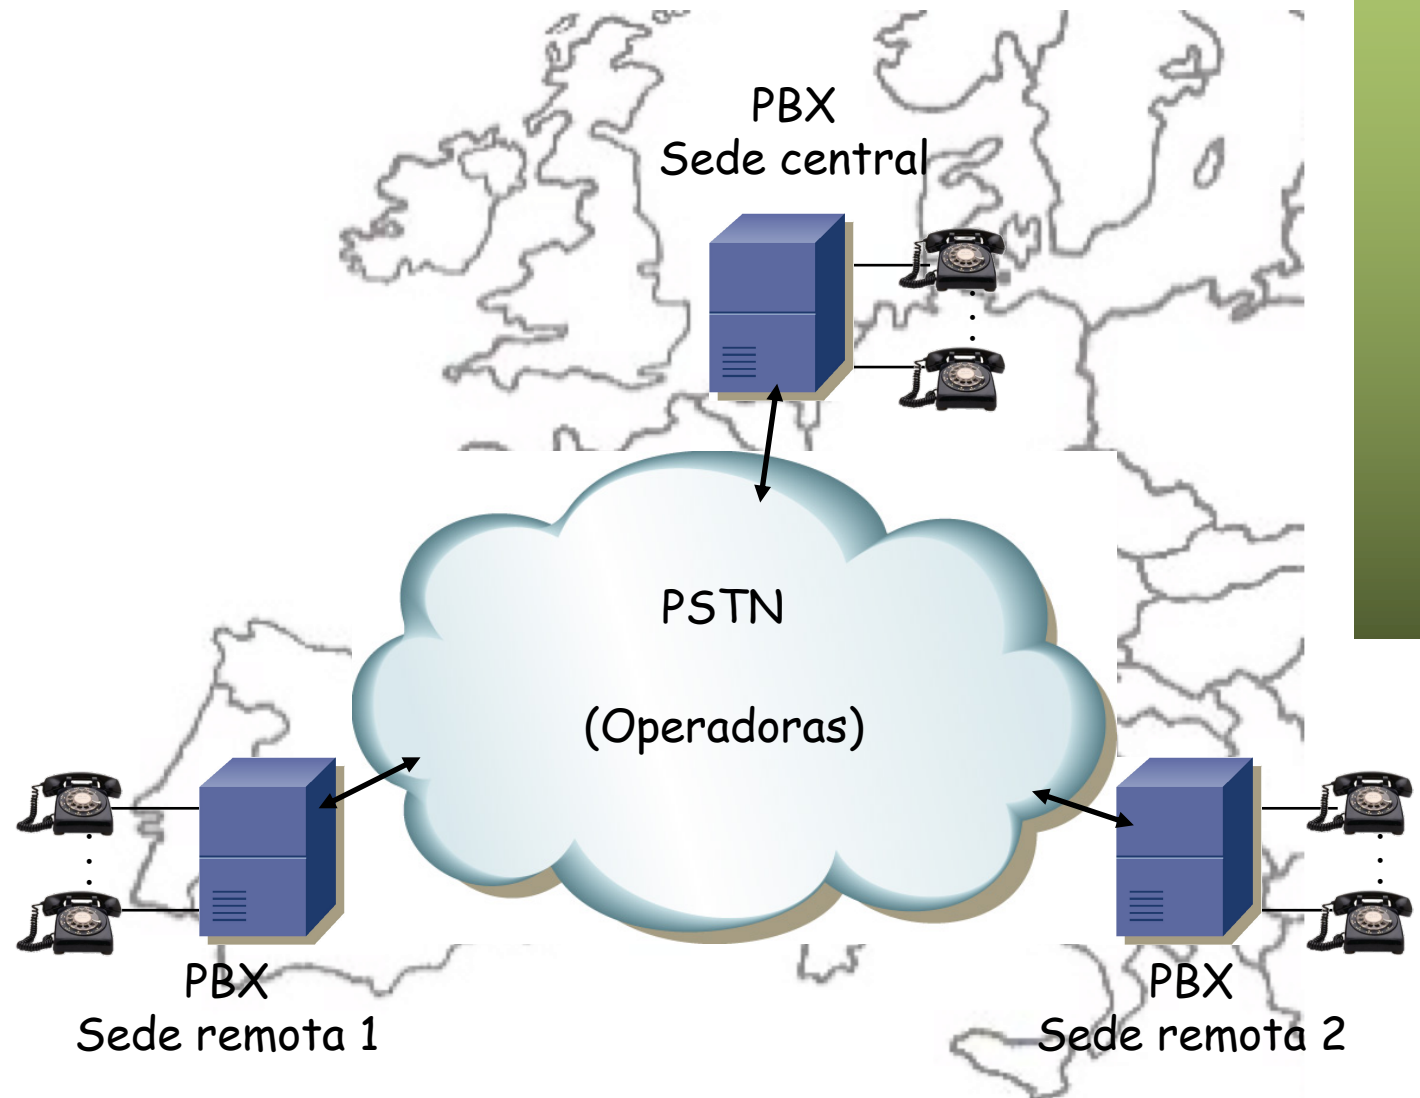 PBX
Sede central
PSTN
(Operadoras)
PBX
Sede remota 1
PBX
Sede remota 2